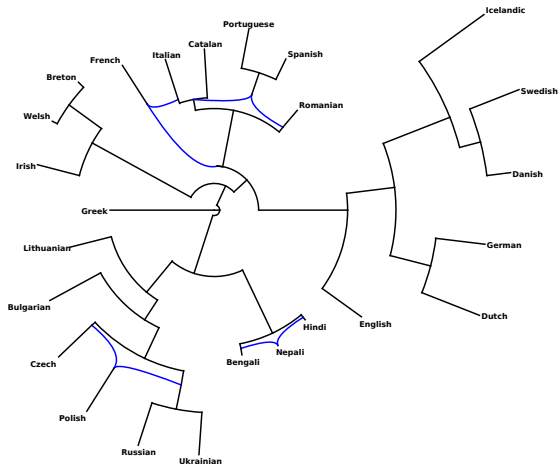 Icelandic
Portuguese
Catalan
Italian
Spanish
French
Breton
Swedish
Romanian
Welsh
Irish
Danish
Greek
German
Lithuanian
Bulgarian
Dutch
English
Hindi
Nepali
Bengali
Czech
Polish
Russian
Ukrainian